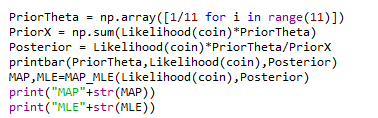 PriorTheta = np.array([1/11 for i in range(11)])
PriorX = np.sum(Likelihood(coin)*PriorTheta)
Posterior = Likelihood(coin)*PriorTheta/PriorX
printbar(PriorTheta,Likelihood(coin),Posterior)
MAP,MLE=MAP_MLE(Likelihood(coin),Posterior)
print("MAP"+str(MAP))
print("MLE"+str(MLE))